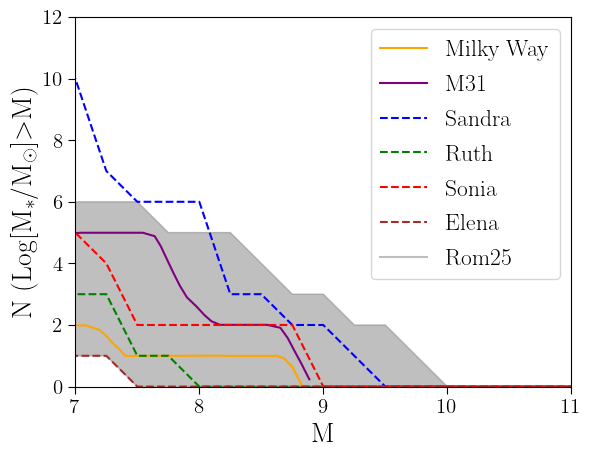 12
10
8
6
4
2
0
7
8
9
10
11
M
N (Log[M*/M⊙]>M)
Milky Way
M31
Sandra
Ruth
Sonia
Elena
Rom25